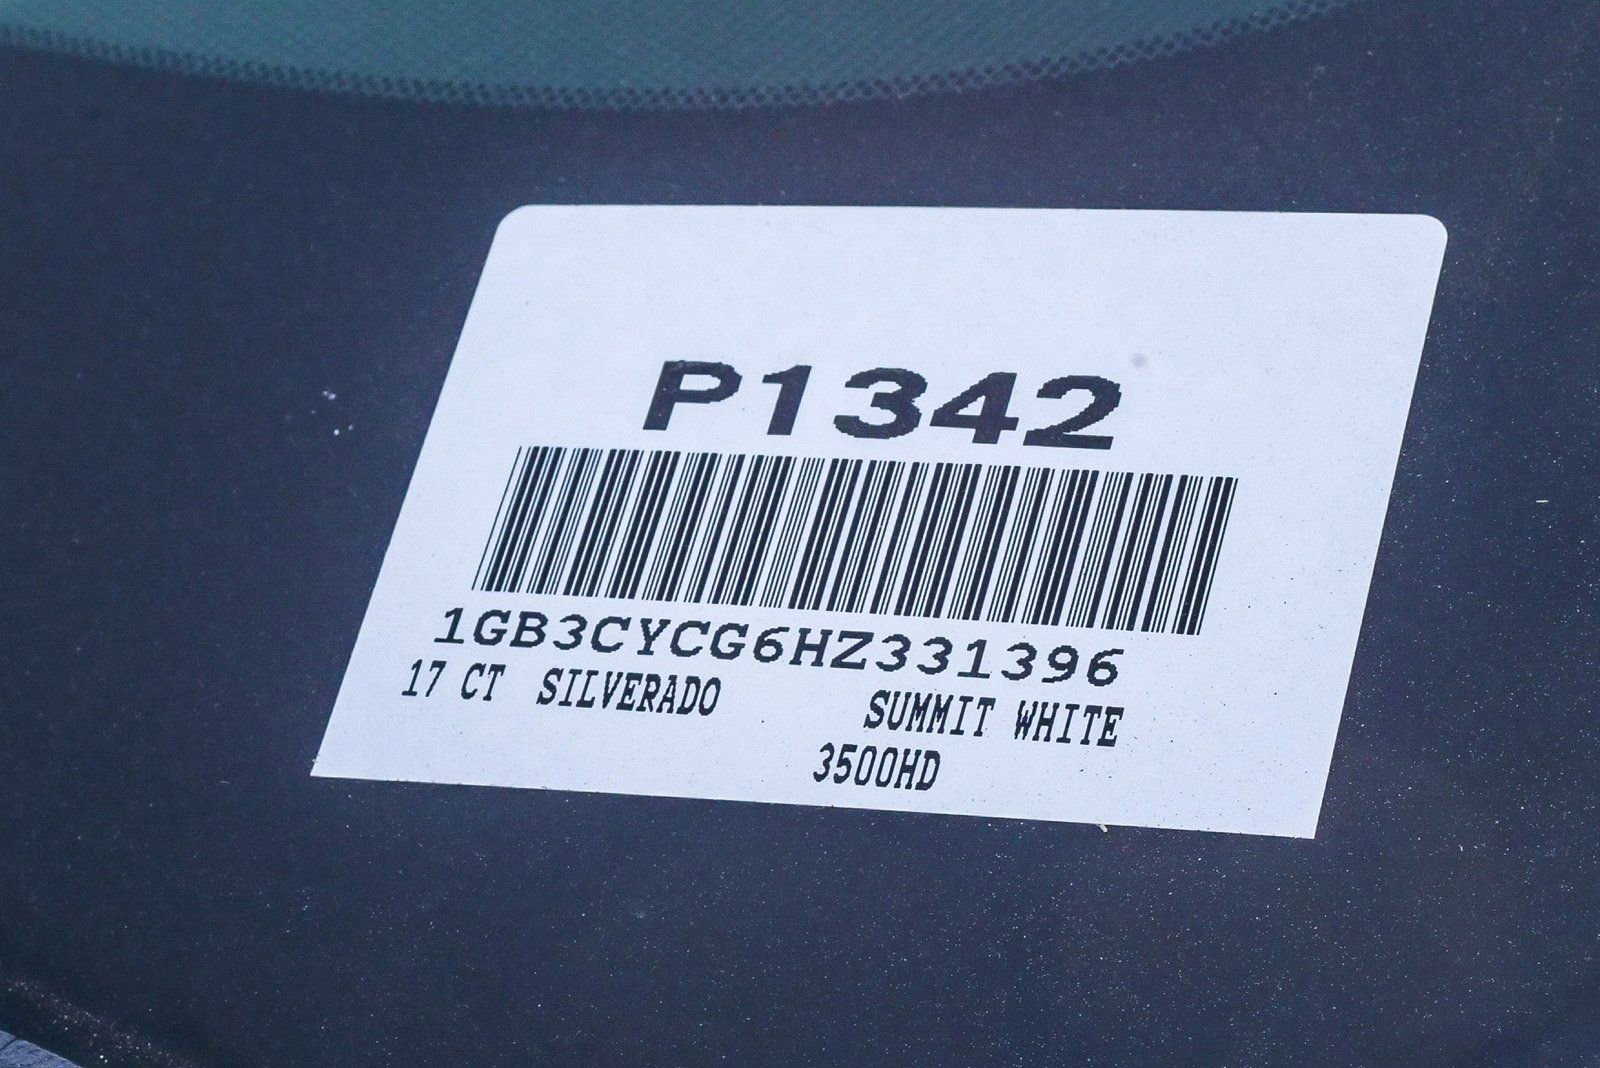 P1342
1GB3CYCG6HZ331396
17 CT SILVERADO SUMMIT WHITE
3500HD